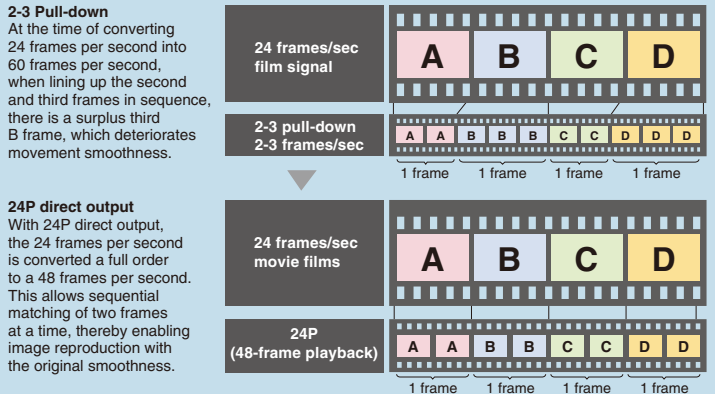 2-3 Pull-down
At the time of converting
24 frames per second into
60 frames per second,
when lining up the second
and third frames in sequence,
there is a surplus third
B frame, which deteriorates
movement smoothness.
24 frames/sec
film signal
A B C D
2-3 pull-down
2-3 frames/sec
A A B B B C C D D D
1 frame 1 frame 1 frame 1 frame
24P direct output
With 24P direct output,
the 24 frames per second
is converted a full order
to a 48 frames per second.
This allows sequential
matching of two frames
at a time, thereby enabling
image reproduction with
the original smoothness.
24 frames/sec
movie films
A B C D
24P
(48-frame playback)
A A B B C C D D
1 frame 1 frame 1 frame 1 frame